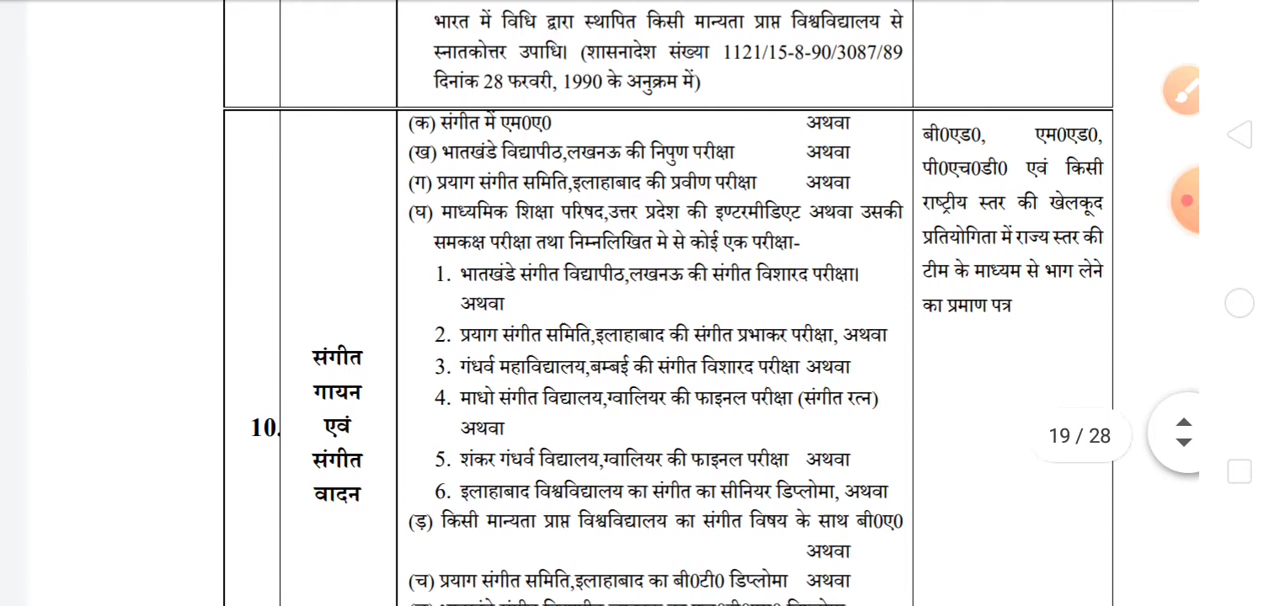 भारत में विधि द्वारा स्थापित किसी मान्यता प्राप्त विश्वविद्यालय से
स्नातकोत्तर उपाधि। (शासनादेश संख्या 1121/15-8-90/3087/89
दिनांक 28 फरवरी, 1990 के अनुक्रम में)
10.
संगीत
गायन
एवं
संगीत
वादन
(क) संगीत में एम0ए0 अथवा
(ख) भातखंडे विद्यापीठ,लखनऊ की निपुण परीक्षा अथवा
(ग) प्रयाग संगीत समिति,इलाहाबाद की प्रवीण परीक्षा अथवा
(घ) माध्यमिक शिक्षा परिषद,उत्तर प्रदेश की इण्टरमीडिएट अथवा उसकी
समकक्ष परीक्षा तथा निम्नलिखित मे से कोई एक परीक्षा-
1. भातखंडे संगीत विद्यापीठ,लखनऊ की संगीत विशारद परीक्षा।
अथवा
2. प्रयाग संगीत समिति,इलाहाबाद की संगीत प्रभाकर परीक्षा, अथवा
3. गंधर्व महाविद्यालय,बम्बई की संगीत विशारद परीक्षा अथवा
4. माधो संगीत विद्यालय,ग्वालियर की फाइनल परीक्षा (संगीत रत्न)
अथवा
5. शंकर गंधर्व विद्यालय,ग्वालियर की फाइनल परीक्षा अथवा
6. इलाहाबाद विश्वविद्यालय का संगीत का सीनियर डिप्लोमा, अथवा
(ड़) किसी मान्यता प्राप्त विश्वविद्यालय का संगीत विषय के साथ बी0ए0
अथवा
(च) प्रयाग संगीत समिति,इलाहाबाद का बी0टी0 डिप्लोमा अथवा
बी0एड0, एम0एड0,
पी0एच0डी0 एवं किसी
राष्ट्रीय स्तर की खेलकूद
प्रतियोगिता में राज्य स्तर की
टीम के माध्यम से भाग लेने
का प्रमाण पत्र
19 / 28